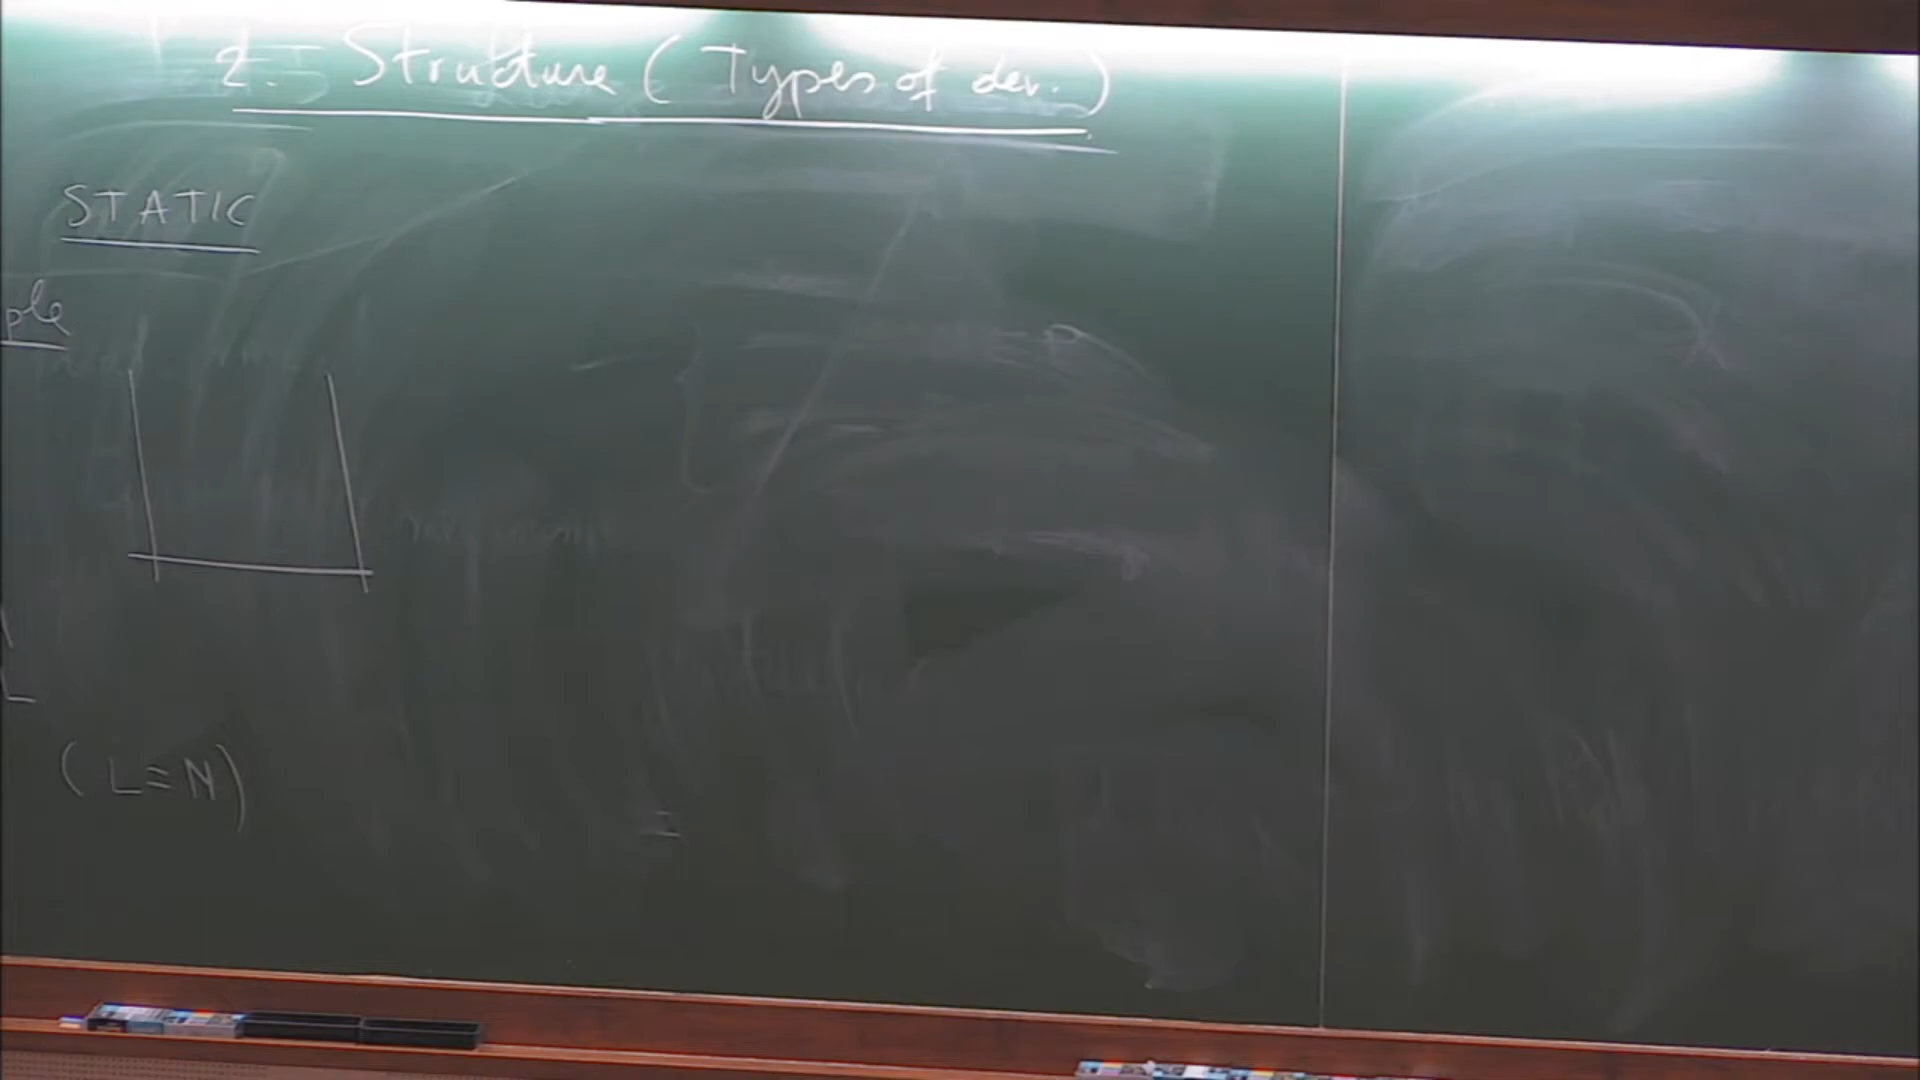 2. Structure (Types of dev.)
STATIC
ple
L
(L≡N)